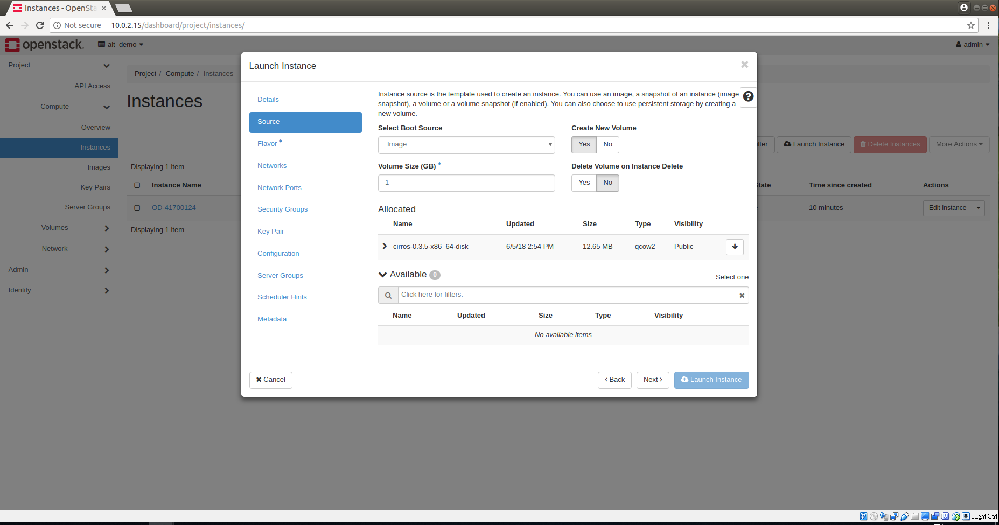 Instances - OpenSta
Not secure 10.0.2.15/dashboard/project/instances/
openstack. alt_demo admin
Project
API Access
Compute
Overview
Instances
Images
Key Pairs
Server Groups
Volumes
Network
Admin
Identity
Project / Compute / Instances
Instances
lter Launch Instance Delete Instances More Actions
Displaying 1 item
Instance Name tate Time since created Actions
OD-41700124 10 minutes Edit Instance
Displaying 1 item
Launch Instance
Details
Source
Flavor *
Networks
Network Ports
Security Groups
Key Pair
Configuration
Server Groups
Scheduler Hints
Metadata
Instance source is the template used to create an instance. You can use an image, a snapshot of an instance (image
snapshot), a volume or a volume snapshot (if enabled). You can also choose to use persistent storage by creating a
new volume.
Select Boot Source Create New Volume
Image Yes No
Volume Size (GB) * Delete Volume on Instance Delete
1 Yes No
Allocated
Name Updated Size Type Visibility
cirros-0.3.5-x86_64-disk 6/5/18 2:54 PM 12.65 MB qcow2 Public
Available 0 Select one
Click here for filters.
Name Updated Size Type Visibility
No available items
Cancel Back Next Launch Instance
Right Ctrl